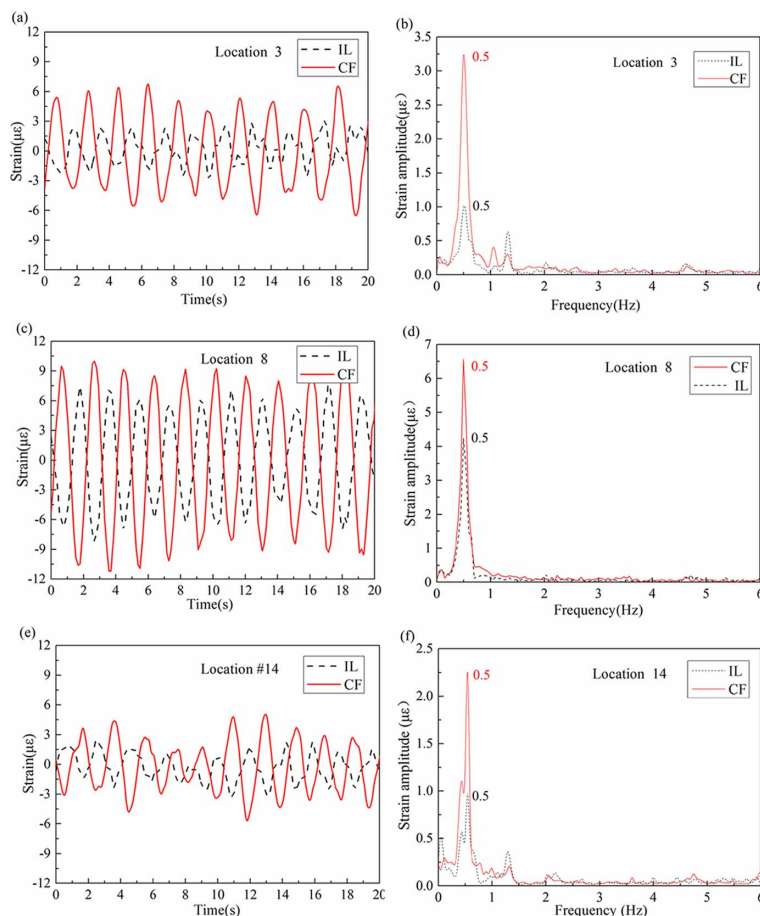 (a)
12
9
6
3
0
-3
-6
-9
-12
Strain(με)
Location 3
IL
CF
0 2 4 6 8 10 12 14 16 18 20
Time(s)
(b)
3.5
3.0
2.5
2.0
1.5
1.0
0.5
0.0
Strain amplitude(με)
0.5
0.5
Location 3
IL
CF
0 1 2 3 4 5 6
Frequency(Hz)
(c)
12
9
6
3
0
-3
-6
-9
-12
Strain(με)
Location 8
IL
CF
0 2 4 6 8 10 12 14 16 18 20
Time(s)
(d)
7
6
5
4
3
2
1
0
Strain amplitude(με)
0.5
0.5
Location 8
CF
IL
0 1 2 3 4 5 6
Frequency(Hz)
(e)
12
9
6
3
0
-3
-6
-9
-12
Strain(με)
Location #14
IL
CF
0 2 4 6 8 10 12 14 16 18 20
Time(s)
(f)
2.5
2.0
1.5
1.0
0.5
0.0
Strain amplitude (με)
0.5
0.5
Location 14
IL
CF
0 1 2 3 4 5 6
Frequency (Hz)